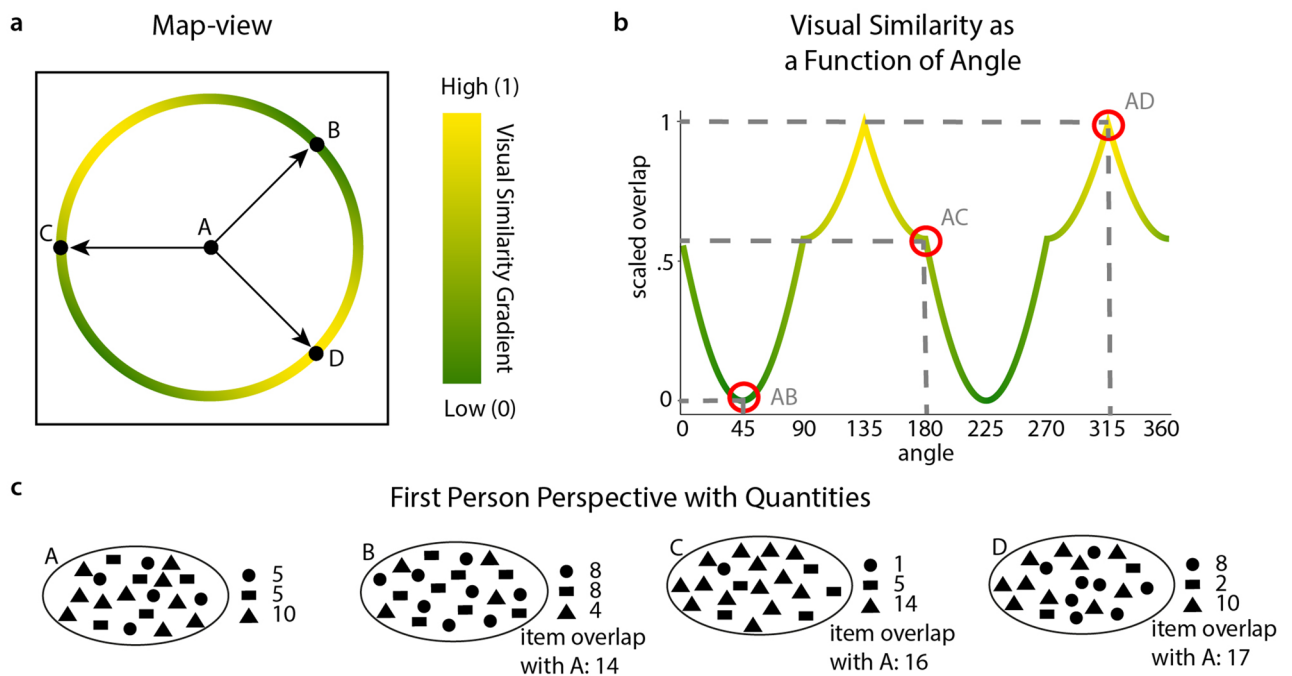 a
Map-view
B
A
C
D
High (1)
Visual Similarity Gradient
Low (0)
b
Visual Similarity as
a Function of Angle
scaled overlap
1
.5
0
AD
AC
AB
0 45 90 135 180 225 270 315 360
angle
c
First Person Perspective with Quantities
A
5
5
10
B
8
8
4
item overlap
with A: 14
C
1
5
14
item overlap
with A: 16
D
8
2
10
item overlap
with A: 17